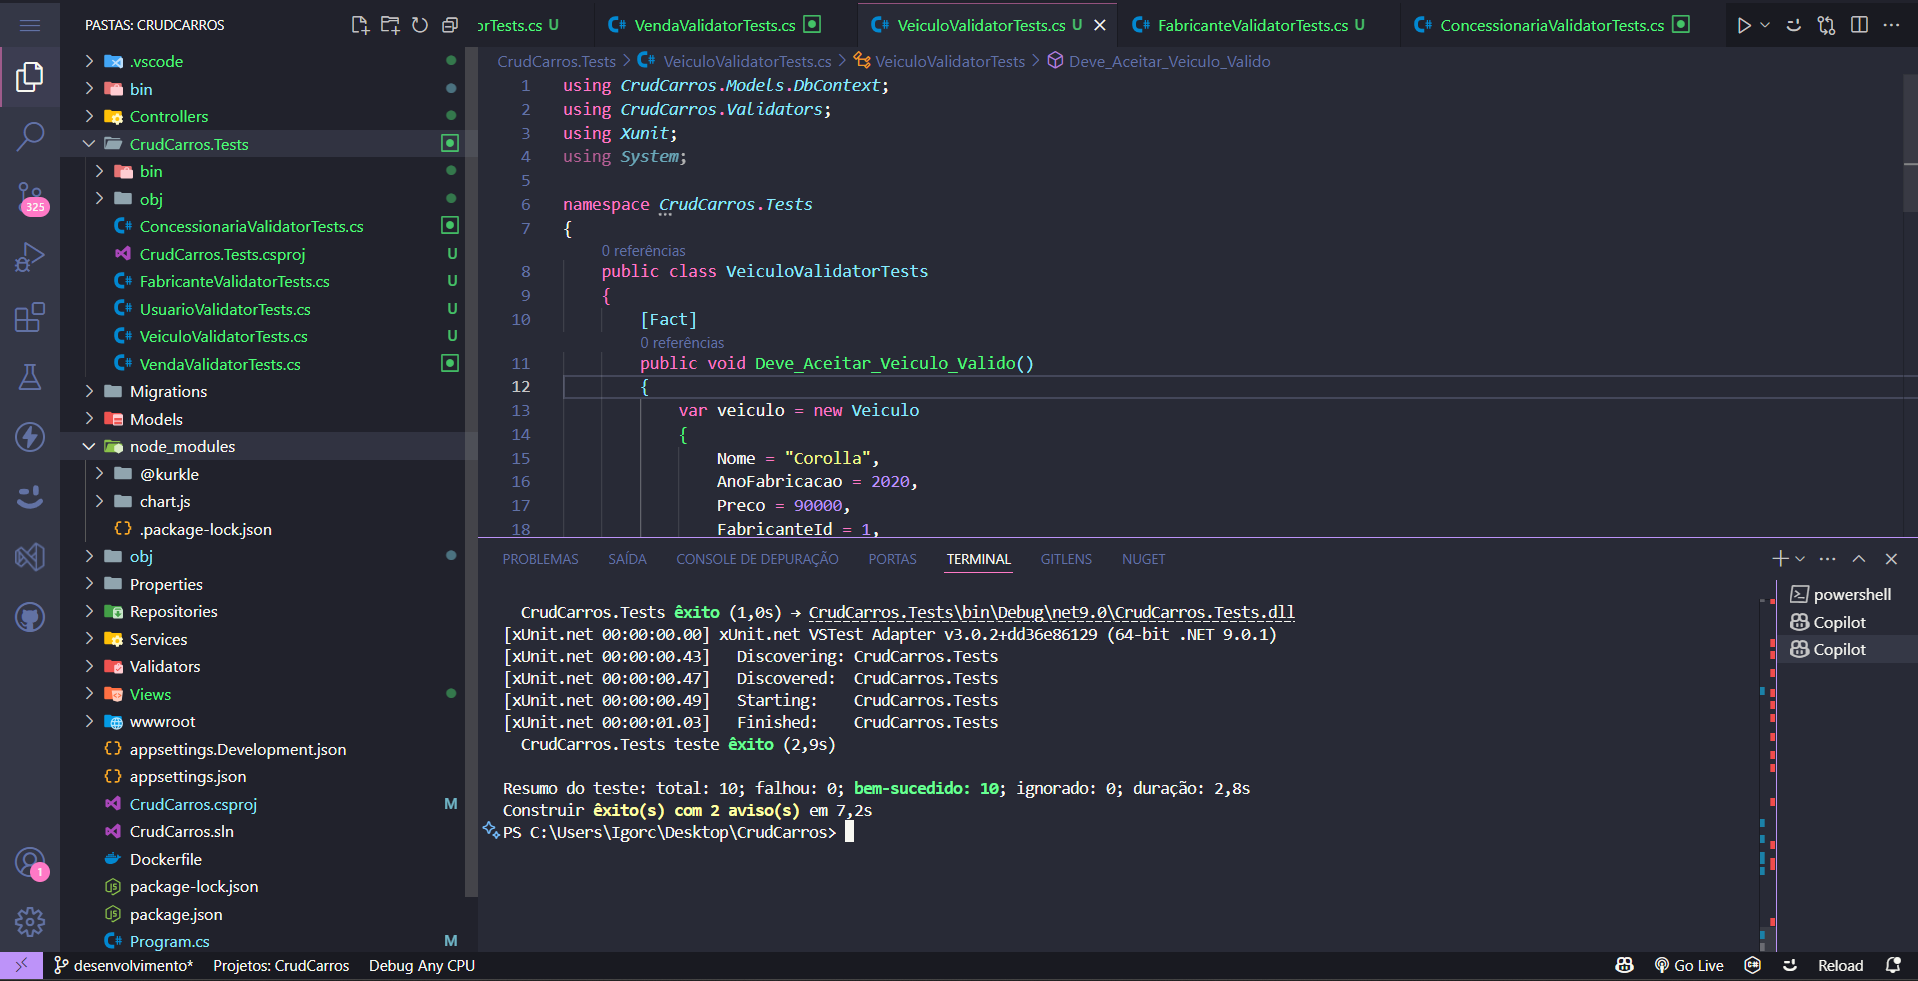 PASTAS: CRUDCARROS
.vscode
bin
Controllers
CrudCarros.Tests
bin
obj
ConcessionariaValidatorTests.cs
CrudCarros.Tests.csproj U
FabricanteValidatorTests.cs U
UsuarioValidatorTests.cs U
VeiculoValidatorTests.cs U
VendaValidatorTests.cs
Migrations
Models
node_modules
@kurkle
chart.js
{} .package-lock.json
obj
Properties
Repositories
Services
Validators
Views
wwwroot
{} appsettings.Development.json
{} appsettings.json
CrudCarros.csproj M
CrudCarros.sln
Dockerfile
package-lock.json
package.json
Program.cs M
325
1
orTests.cs U
VendaValidatorTests.cs
VeiculoValidatorTests.cs U
FabricanteValidatorTests.cs U
ConcessionariaValidatorTests.cs
CrudCarros.Tests > VeiculoValidatorTests.cs > VeiculoValidatorTests > Deve_Aceitar_Veiculo_Valido
1 using CrudCarros.Models.DbContext;
2 using CrudCarros.Validators;
3 using Xunit;
4 using System;
5
6 namespace CrudCarros.Tests
7 {
0 referências
8 public class VeiculoValidatorTests
9 {
10 [Fact]
0 referências
11 public void Deve_Aceitar_Veiculo_Valido()
12 {
13 var veiculo = new Veiculo
14 {
15 Nome = "Corolla",
16 AnoFabricacao = 2020,
17 Preco = 90000,
18 FabricanteId = 1,
PROBLEMAS SAÍDA CONSOLE DE DEPURAÇÃO PORTAS TERMINAL GITLENS NUGET
CrudCarros.Tests êxito (1,0s) → CrudCarros.Tests\bin\Debug\net9.0\CrudCarros.Tests.dll
[xUnit.net 00:00:00.00] xUnit.net VSTest Adapter v3.0.2+dd36e86129 (64-bit .NET 9.0.1)
[xUnit.net 00:00:00.43] Discovering: CrudCarros.Tests
[xUnit.net 00:00:00.47] Discovered: CrudCarros.Tests
[xUnit.net 00:00:00.49] Starting: CrudCarros.Tests
[xUnit.net 00:00:01.03] Finished: CrudCarros.Tests
CrudCarros.Tests teste êxito (2,9s)
Resumo do teste: total: 10; falhou: 0; bem-sucedido: 10; ignorado: 0; duração: 2,8s
Construir êxito(s) com 2 aviso(s) em 7,2s
PS C:\Users\Igorc\Desktop\CrudCarros>
powershell
Copilot
Copilot
desenvolvimento* Projetos: CrudCarros Debug Any CPU
Go Live
Reload